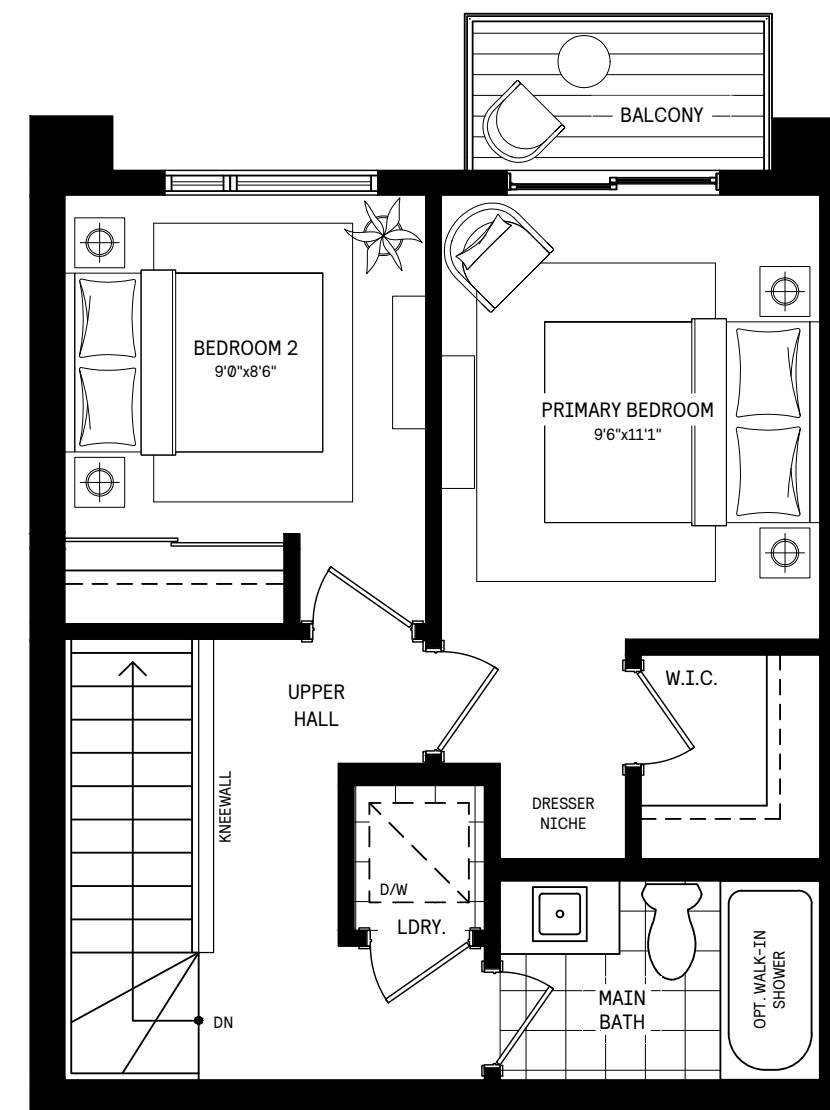 BALCONY
BEDROOM 2
9'0"x8'6"
PRIMARY BEDROOM
9'6"x11'1"
UPPER
HALL
W.I.C.
KNEEWALL
DRESSER
NICHE
D/W
LDRY.
MAIN
BATH
OPT. WALK-IN
SHOWER
DN